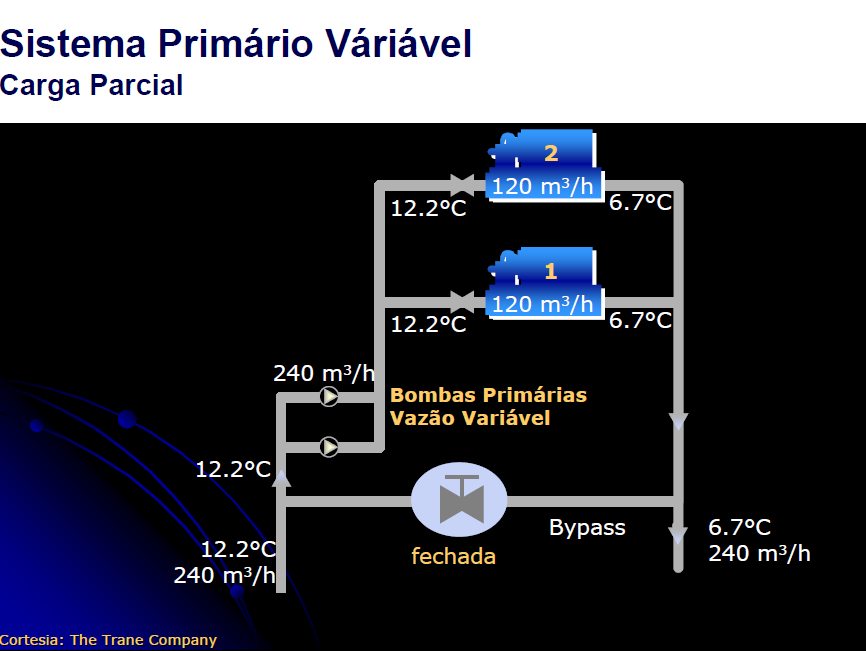 Sistema Primário Váriável
Carga Parcial
2
120 m³/h
12.2°C
6.7°C
1
120 m³/h
12.2°C
6.7°C
240 m³/h
Bombas Primárias
Vazão Variável
12.2°C
12.2°C
240 m³/h
fechada
Bypass
6.7°C
240 m³/h
Cortesia: The Trane Company